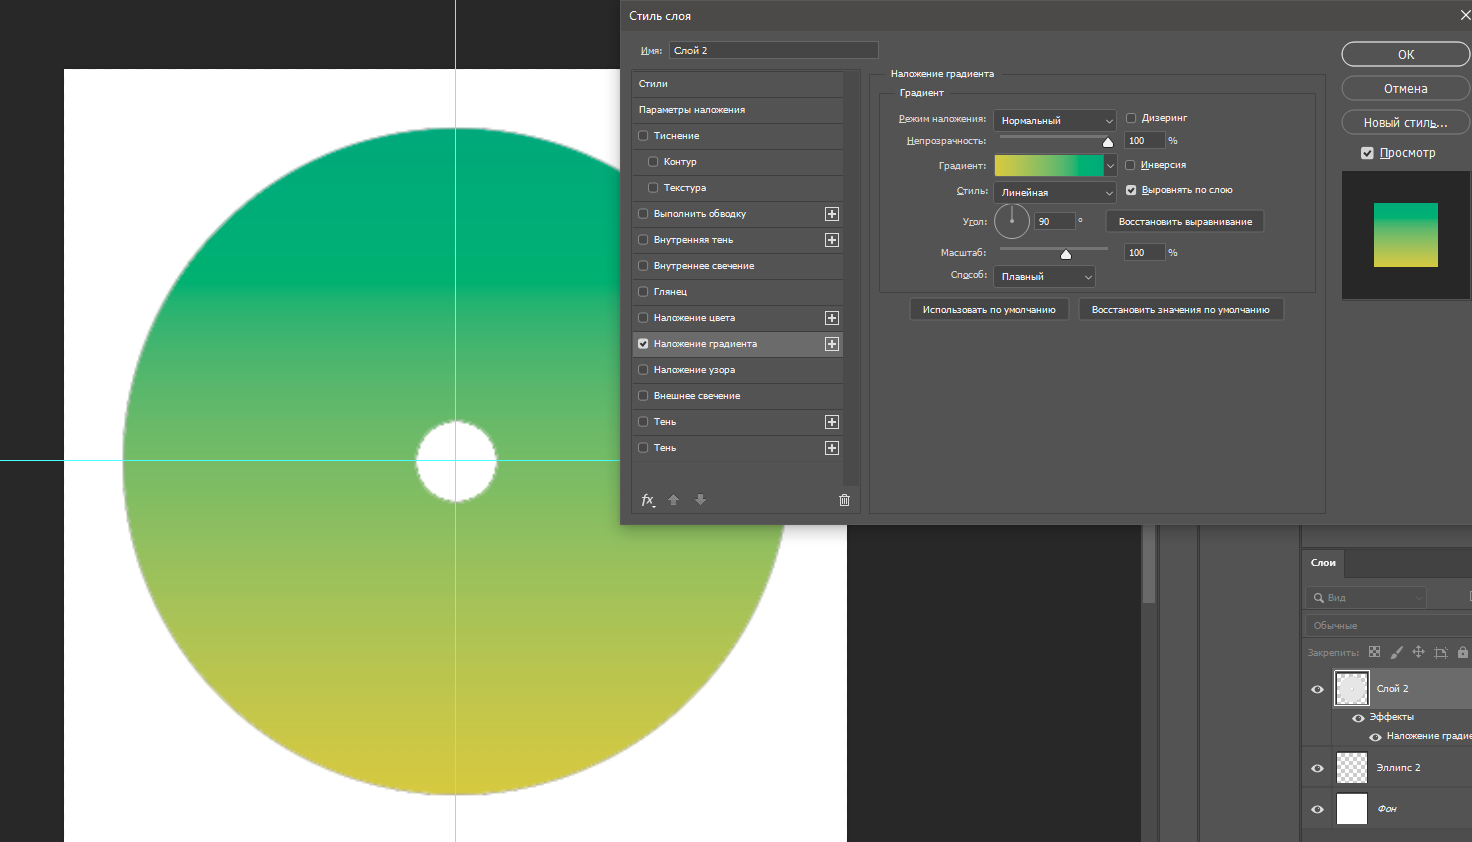 Стиль слоя
Имя: Слой 2
Стили
Параметры наложения
Тиснение
Контур
Текстура
Выполнить обводку
Внутренняя тень
Внутреннее свечение
Глянец
Наложение цвета
Наложение градиента
Наложение узора
Внешнее свечение
Тень
Тень
fx
Наложение градиента
Градиент
Режим наложения: Нормальный Дизеринг
Непрозрачность: 100 %
Градиент: Инверсия
Стиль: Линейная Выровнять по слою
Угол: 90 ° Восстановить выравнивание
Масштаб: 100 %
Способ: Плавный
Использовать по умолчанию Восстановить значения по умолчанию
OK
Отмена
Новый стиль...
Просмотр
Слои
Вид
Обычные
Закрепить:
Слой 2
Эффекты
Наложение гради
Эллипс 2
Фон